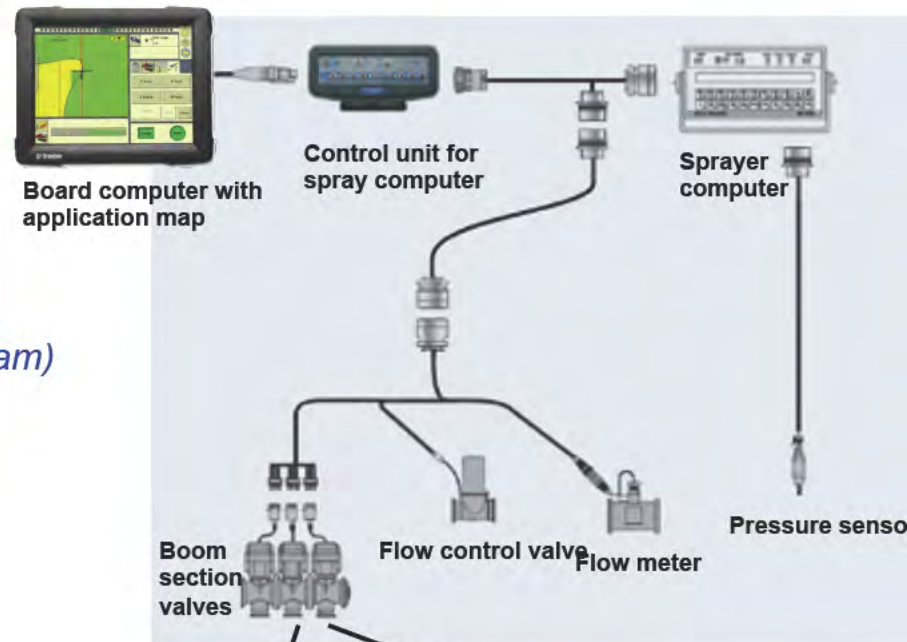 Board computer with
application map
Control unit for
spray computer
Sprayer
computer
am)
Boom
section
valves
Flow control valve
Flow meter
Pressure senso
Trimble